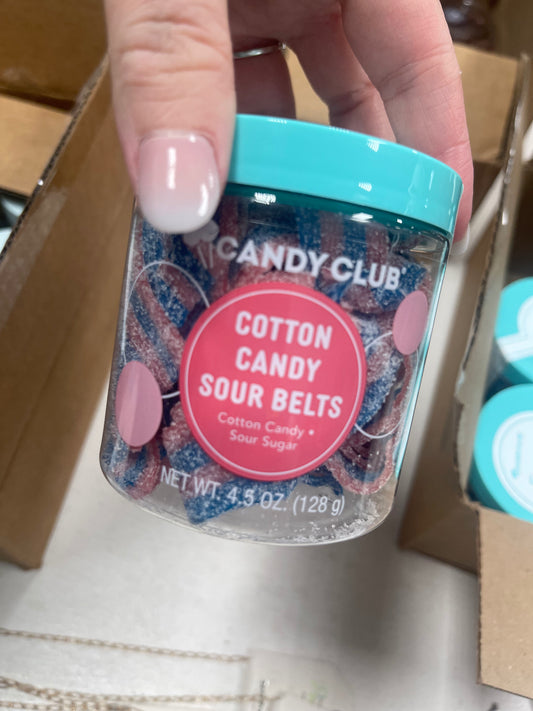 CANDY CLUB
COTTON
CANDY
SOUR BELTS
Cotton Candy •
Sour Sugar
NET WT. 4.5 OZ. (128 g)